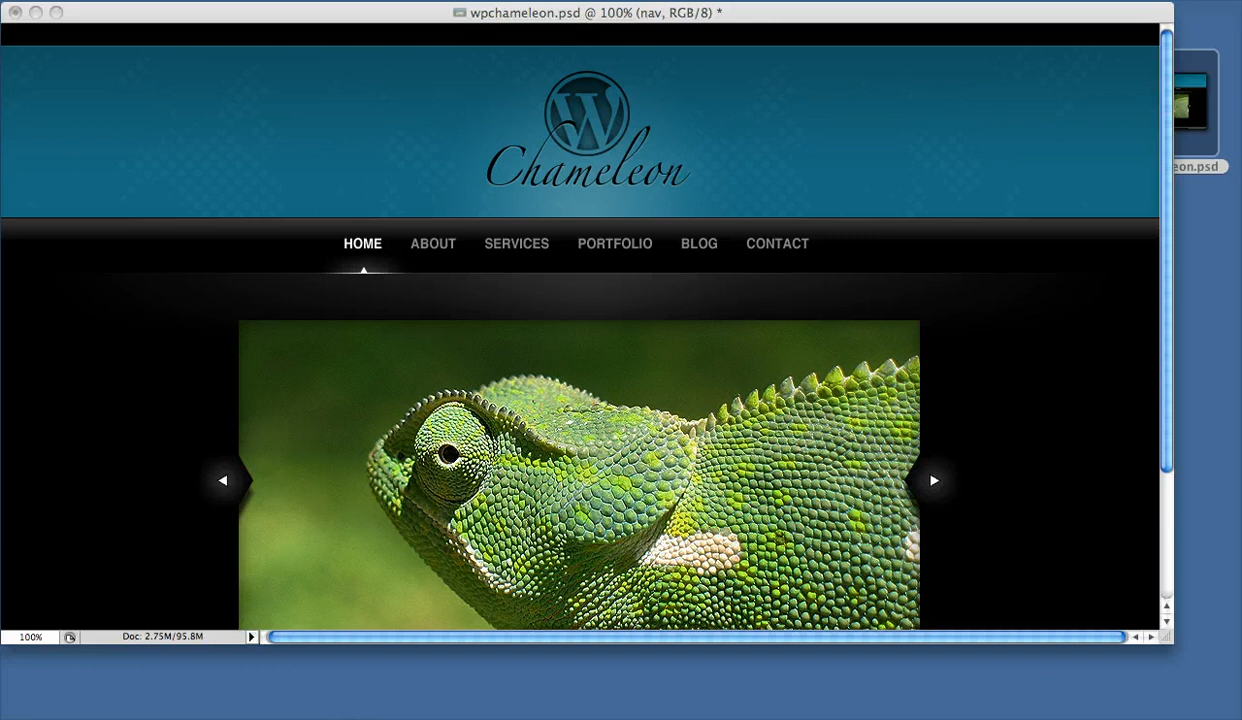 wpchameleon.psd @ 100% (nav, RGB/8) *
W
Chameleon
eon.psd
HOME ABOUT SERVICES PORTFOLIO BLOG CONTACT
100% Doc: 2.75M/95.8M